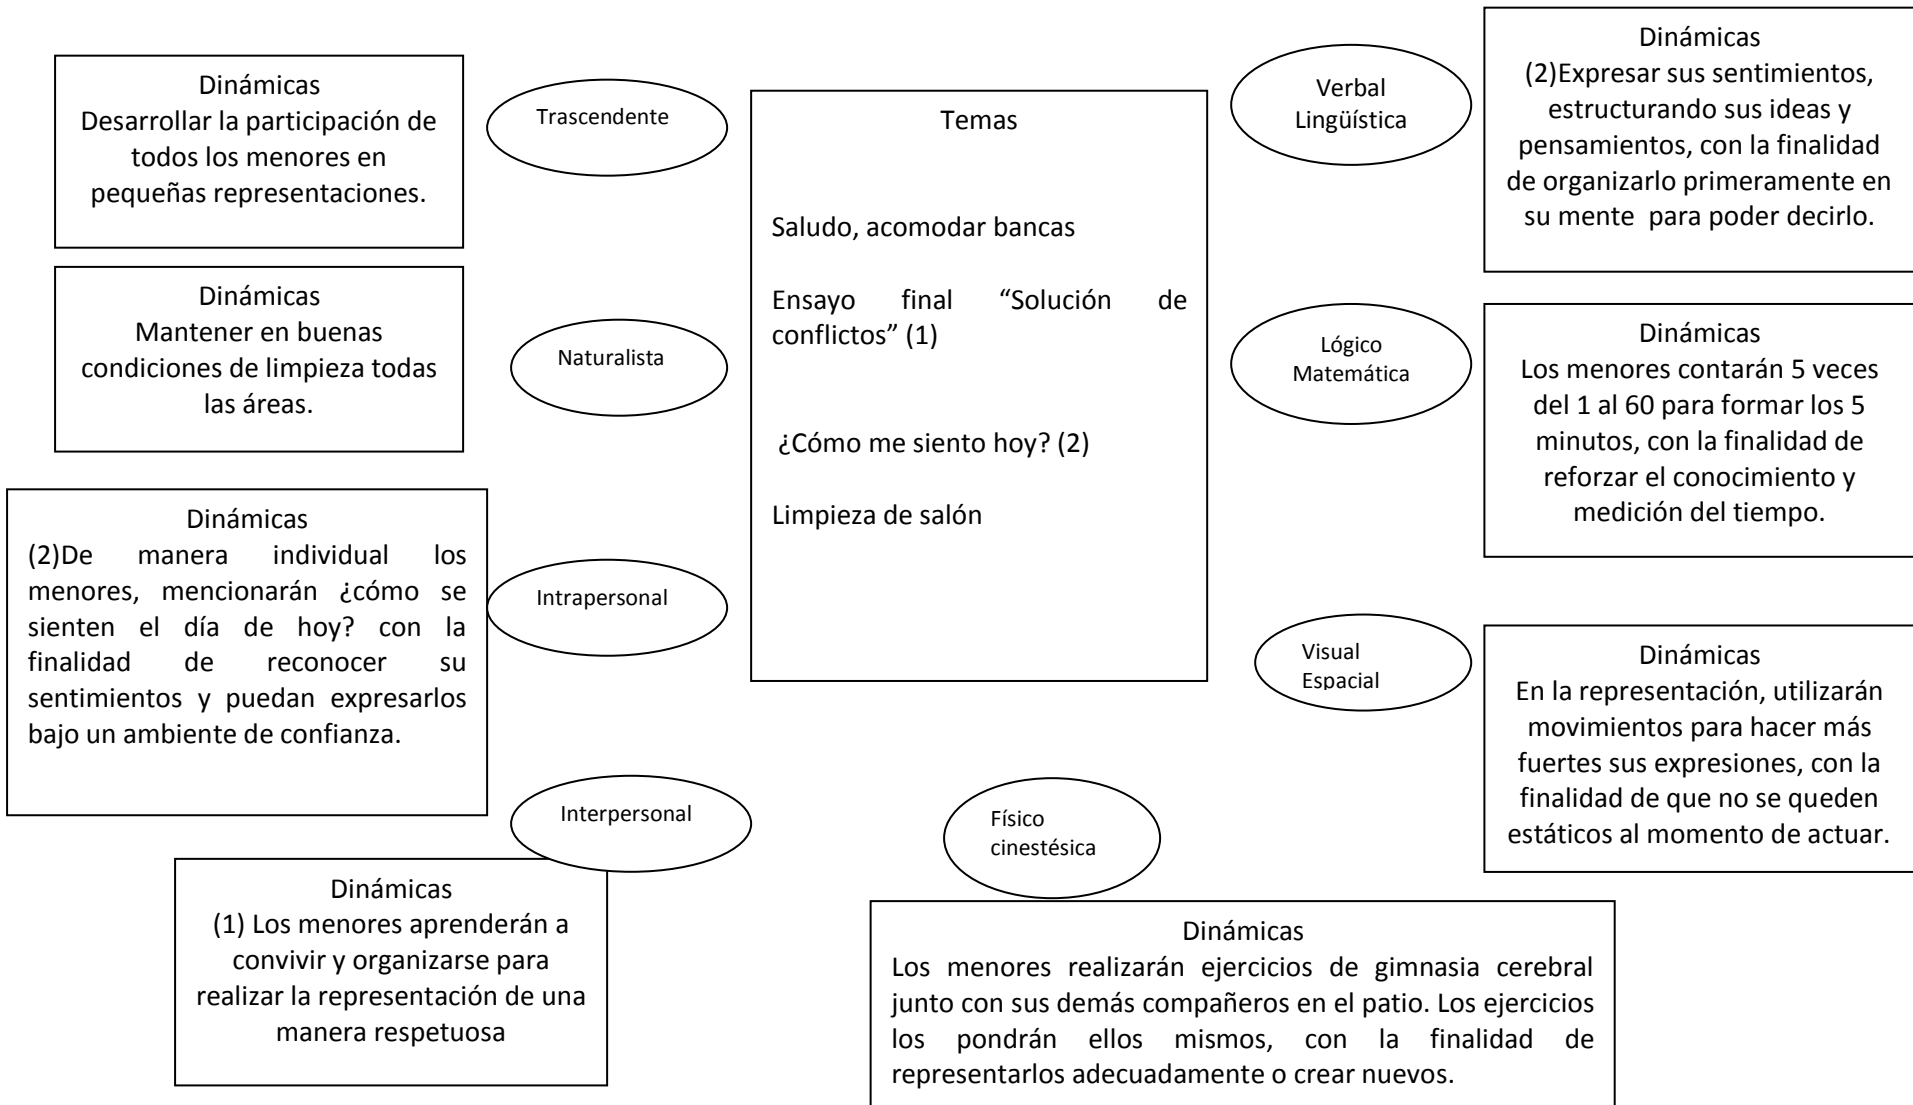 Dinámicas
Desarrollar la participación de
todos los menores en
pequeñas representaciones.
Trascendente
Dinámicas
Mantener en buenas
condiciones de limpieza todas
las áreas.
Naturalista
Dinámicas
(2)De manera individual los
menores, mencionarán ¿cómo se
sienten el día de hoy? con la
finalidad de reconocer su
sentimientos y puedan expresarlos
bajo un ambiente de confianza.
Intrapersonal
Interpersonal
Dinámicas
(1) Los menores aprenderán a
convivir y organizarse para
realizar la representación de una
manera respetuosa
Temas
Saludo, acomodar bancas
Ensayo final “Solución de
conflictos” (1)
¿Cómo me siento hoy? (2)
Limpieza de salón
Físico
cinestésica
Dinámicas
Los menores realizarán ejercicios de gimnasia cerebral
junto con sus demás compañeros en el patio. Los ejercicios
los pondrán ellos mismos, con la finalidad de
representarlos adecuadamente o crear nuevos.
Verbal
Lingüística
Dinámicas
(2)Expresar sus sentimientos,
estructurando sus ideas y
pensamientos, con la finalidad
de organizarlo primeramente en
su mente para poder decirlo.
Lógico
Matemática
Dinámicas
Los menores contarán 5 veces
del 1 al 60 para formar los 5
minutos, con la finalidad de
reforzar el conocimiento y
medición del tiempo.
Visual
Espacial
Dinámicas
En la representación, utilizarán
movimientos para hacer más
fuertes sus expresiones, con la
finalidad de que no se queden
estáticos al momento de actuar.